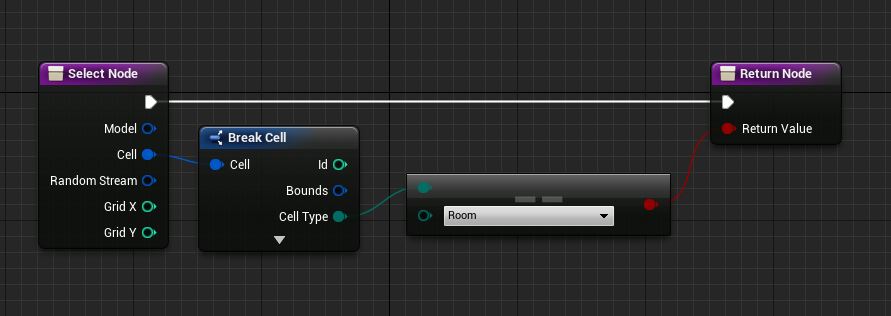 Select Node
Model
Cell
Random Stream
Grid X
Grid Y
Break Cell
Cell
Id
Bounds
Cell Type
==
Room
Return Node
Return Value